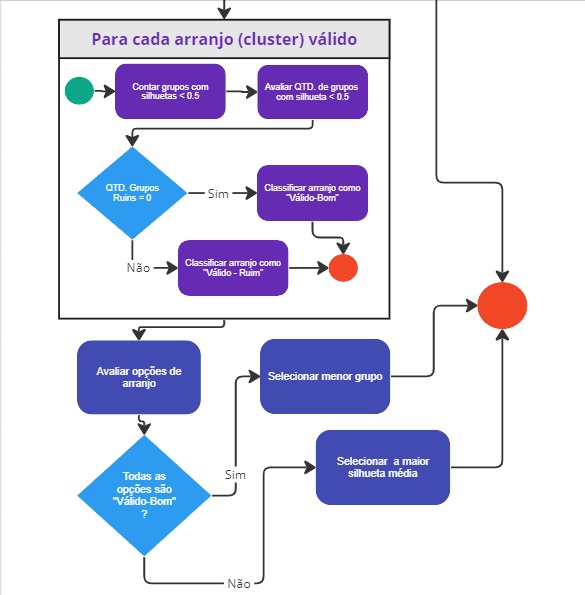 Para cada arranjo (cluster) válido
Contar grupos com
silhuetas < 0.5
Avaliar QTD. de grupos
com silhueta < 0.5
QTD. Grupos
Ruins = 0
Sim
Classificar arranjo como
"Válido-Bom"
Não
Classificar arranjo como
"Válido - Ruim"
Avaliar opções de
arranjo
Selecionar menor grupo
Todas as
opções são
"Válido-Bom"
?
Sim
Selecionar a maior
silhueta média
Não